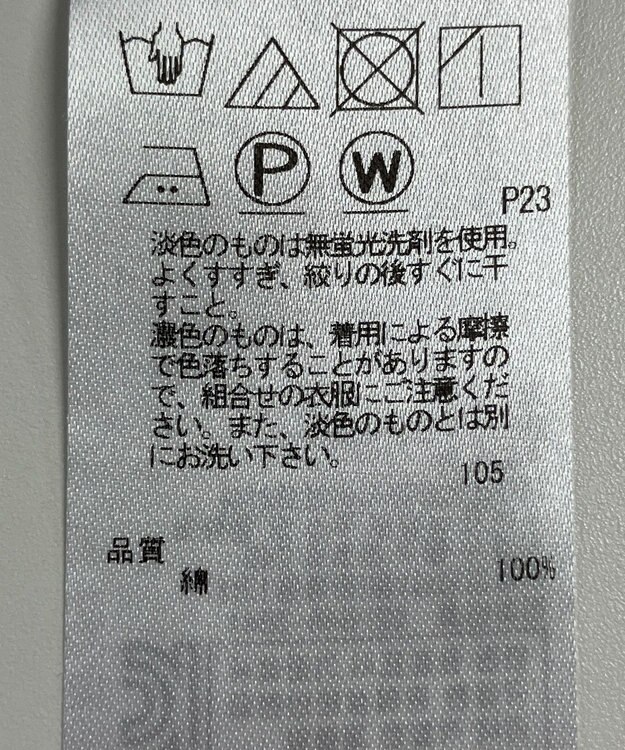 P W P23
淡色のものは無蛍光洗剤を使用。
よくすすぎ、絞りの後すぐに干
すこと。
濃色のものは、着用による摩擦
で色落ちすることがありますの
で、組合せの衣服にご注意くだ
さい。また、淡色のものとは別
にお洗い下さい。
105
品質
綿 100%